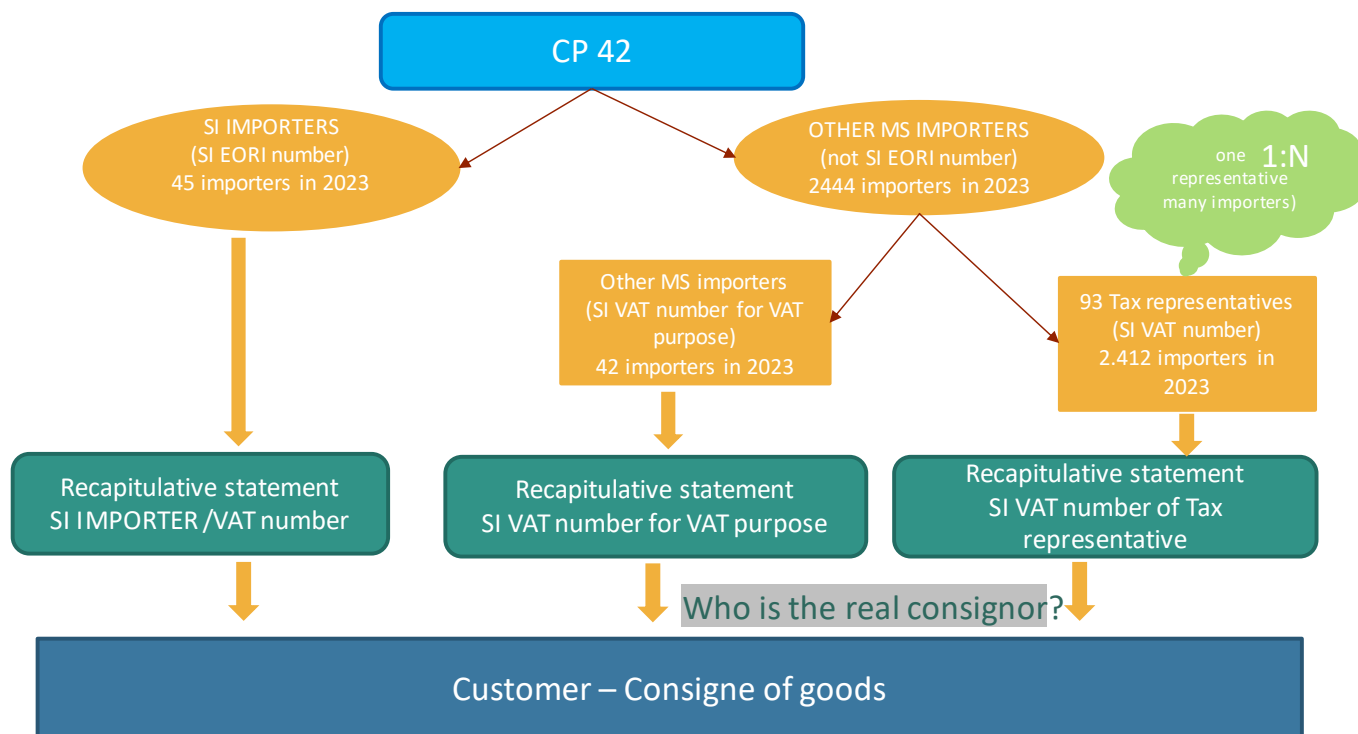 CP 42
SI IMPORTERS
(SI EORI number)
45 importers in 2023
OTHER MS IMPORTERS
(not SI EORI number)
2444 importers in 2023
one 1:N
representative
many importers)
Other MS importers
(SI VAT number for VAT
purpose)
42 importers in 2023
93 Tax representatives
(SI VAT number)
2.412 importers in
2023
Recapitulative statement
SI IMPORTER /VAT number
Recapitulative statement
SI VAT number for VAT purpose
Recapitulative statement
SI VAT number of Tax
representative
Who is the real consignor?
Customer – Consigne of goods